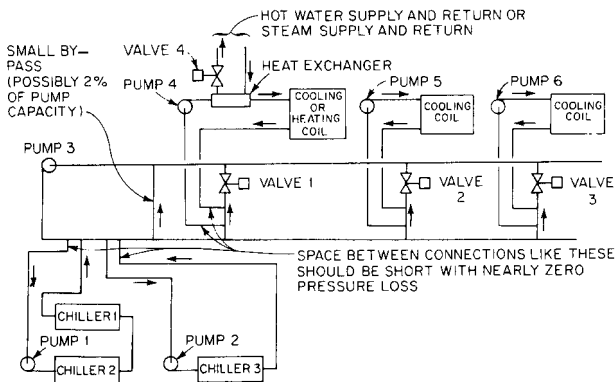 HOT WATER SUPPLY AND RETURN OR
STEAM SUPPLY AND RETURN
SMALL BY—
PASS
(POSSIBLY 2%
OF PUMP
CAPACITY)
VALVE
4
PUMP 4
HEAT EXCHANGER
COOLING
OR
HEATING
COIL
PUMP 5
COOLING
COIL
PUMP 6
COOLING
COIL
PUMP 3
VALVE 1
VALVE
2
VALVE
3
SPACE BETWEEN CONNECTIONS LIKE THESE
SHOULD BE SHORT WITH NEARLY ZERO
PRESSURE LOSS
CHILLER 1
PUMP 1
CHILLER 2
PUMP 2
CHILLER 3